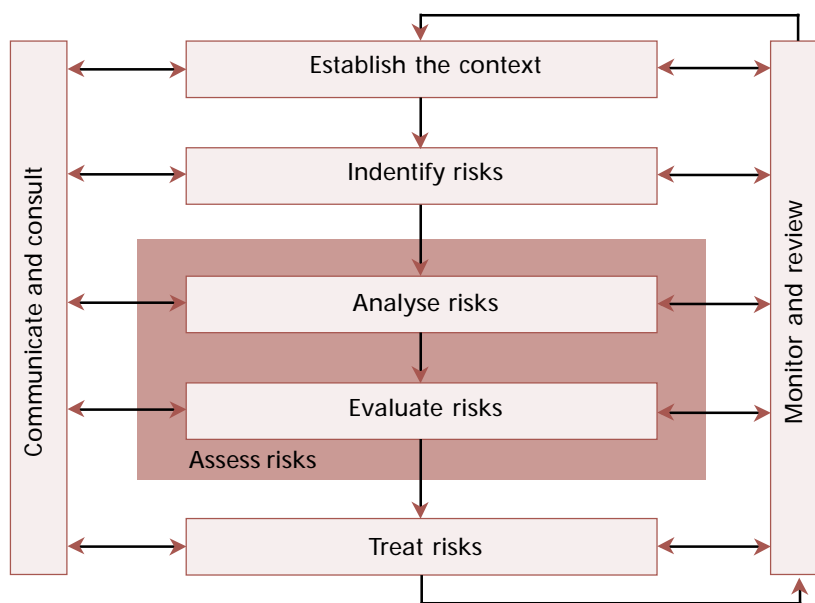 Establish the context
Indentify risks
Analyse risks
Evaluate risks
Assess risks
Treat risks
Communicate and consult
Monitor and review